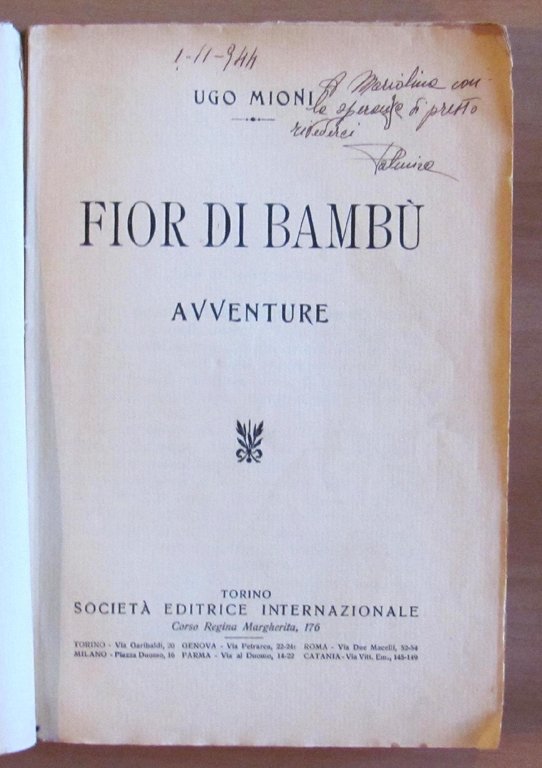 1-11-944
A Mariolina con
la speranza di presto
rivederci
Palmira
UGO MIONI
FIOR DI BAMBÙ
AVVENTURE
TORINO
SOCIETÀ EDITRICE INTERNAZIONALE
Corso Regina Margherita, 176
TORINO - Via Garibaldi, 20 GENOVA - Via Petrarca, 22-24r ROMA - Via Due Macelli, 52-54
MILANO - Piazza Duomo, 16 PARMA - Via al Duomo, 14-22 CATANIA - Via Vitt. Em., 145-149